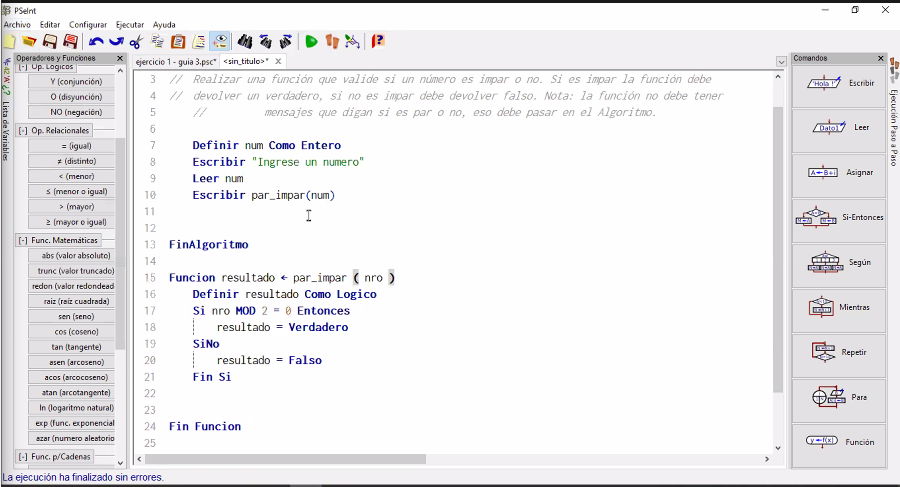 PSeInt
Archivo Editar Configurar Ejecutar Ayuda
Operadores y Funciones
Op. Logicos
Y (conjunción)
O (disyunción)
NO (negación)
[-] Op. Relacionales
= (igual)
≠ (distinto)
< (menor)
≤ (menor o igual)
> (mayor)
≥ (mayor o igual)
[-] Func. Matemáticas
abs (valor absoluto)
trunc (valor truncado)
redon (valor redondead
raiz (raíz cuadrada)
sen (seno)
cos (coseno)
tan (tangente)
asen (arcoseno)
acos (arcocoseno)
atan (arcotangente)
ln (logaritmo natural)
exp (func. exponencial)
azar (numero aleatorio
[-] Func. p/Cadenas
Lista de Variables
ejercicio 1 - guia 3.psc* <sin_titulo>*
3 // Realizar una función que valide si un número es impar o no. Si es impar la función debe
4 // devolver un verdadero, si no es impar debe devolver falso. Nota: la función no debe tener
5 // mensajes que digan si es par o no, eso debe pasar en el Algoritmo.
6
7 Definir num Como Entero
8 Escribir "Ingrese un numero"
9 Leer num
10 Escribir par_impar(num)
11
12
13 FinAlgoritmo
14
15 Funcion resultado ← par_impar ( nro )
16 Definir resultado Como Logico
17 Si nro MOD 2 = 0 Entonces
18 resultado = Verdadero
19 SiNo
20 resultado = Falso
21 Fin Si
22
23
24 Fin Funcion
25
Comandos
"Hola !"
Escribir
Dato1
Leer
A←B+i
Asignar
Si-Entonces
Según
Mientras
Repetir
Para
y ←f(x)
Función
Ejecución Paso a Paso
La ejecución ha finalizado sin errores.